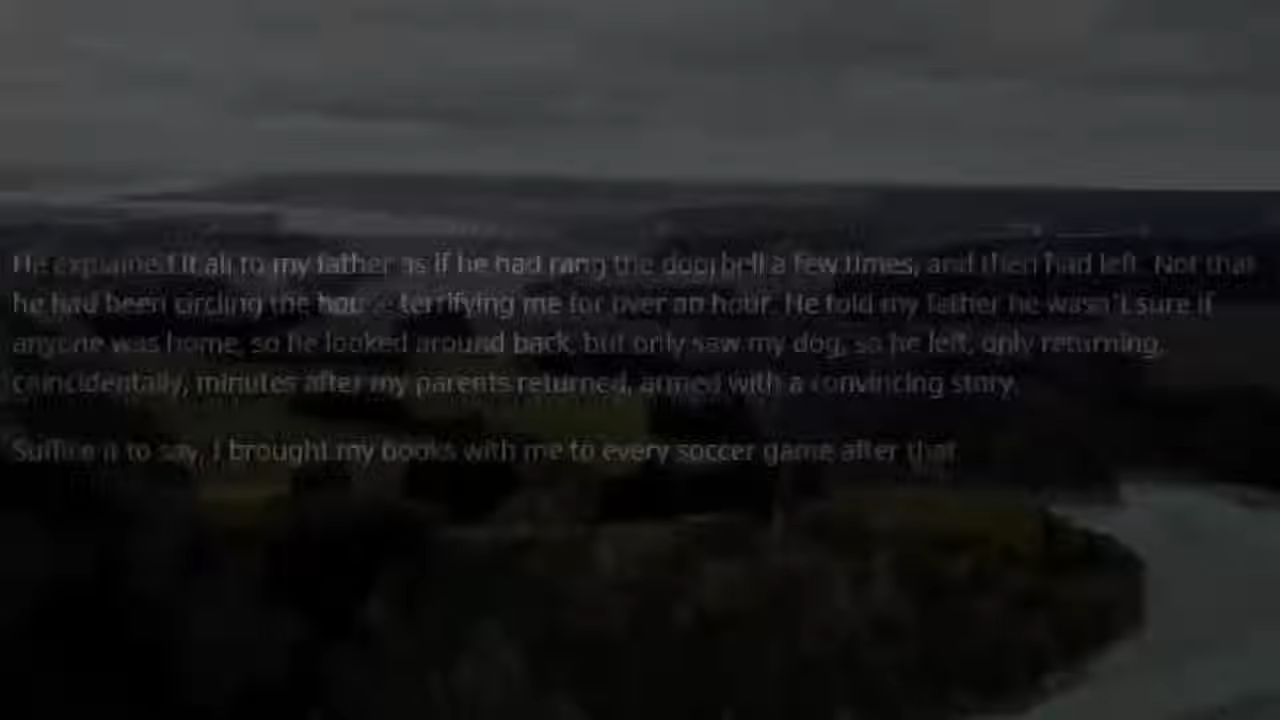 He explained it all to my father as if he had rang the door bell a few times, and then had left. Not that
he had been circling the house terrifying me for over an hour. He told my father he wasn't sure if
anyone was home, so he looked around back, but only saw my dog, so he left, only returning,
coincidentally, minutes after my parents returned, armed with a convincing story.
Suffice it to say, I brought my books with me to every soccer game after that